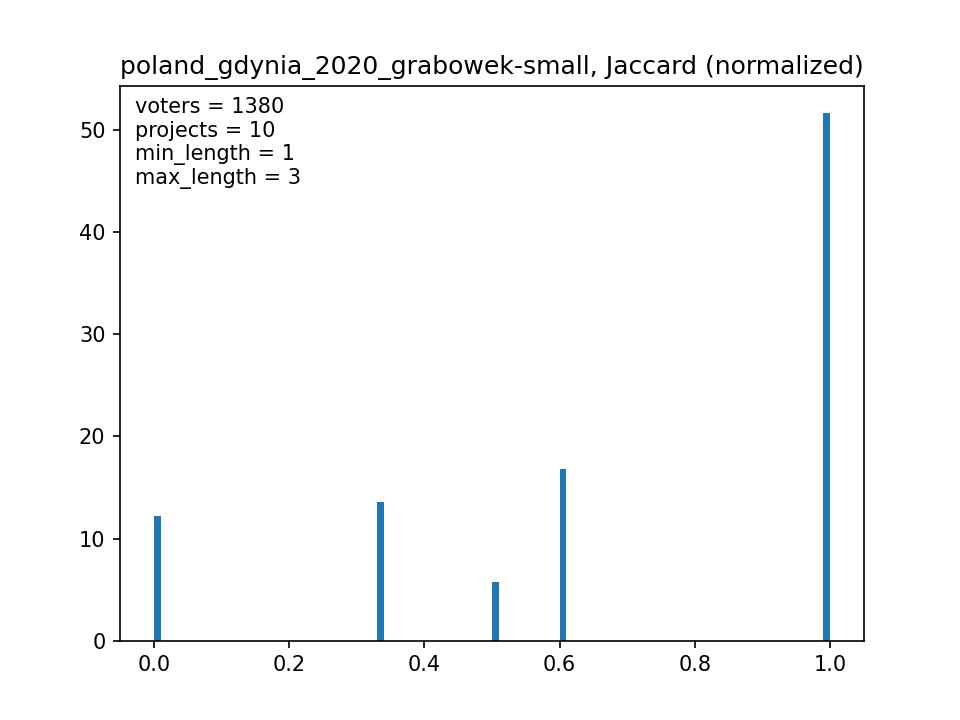 poland_gdynia_2020_grabowek-small, Jaccard (normalized)
voters = 1380
projects = 10
min_length = 1
max_length = 3
50
40
30
20
10
0
0.0 0.2 0.4 0.6 0.8 1.0